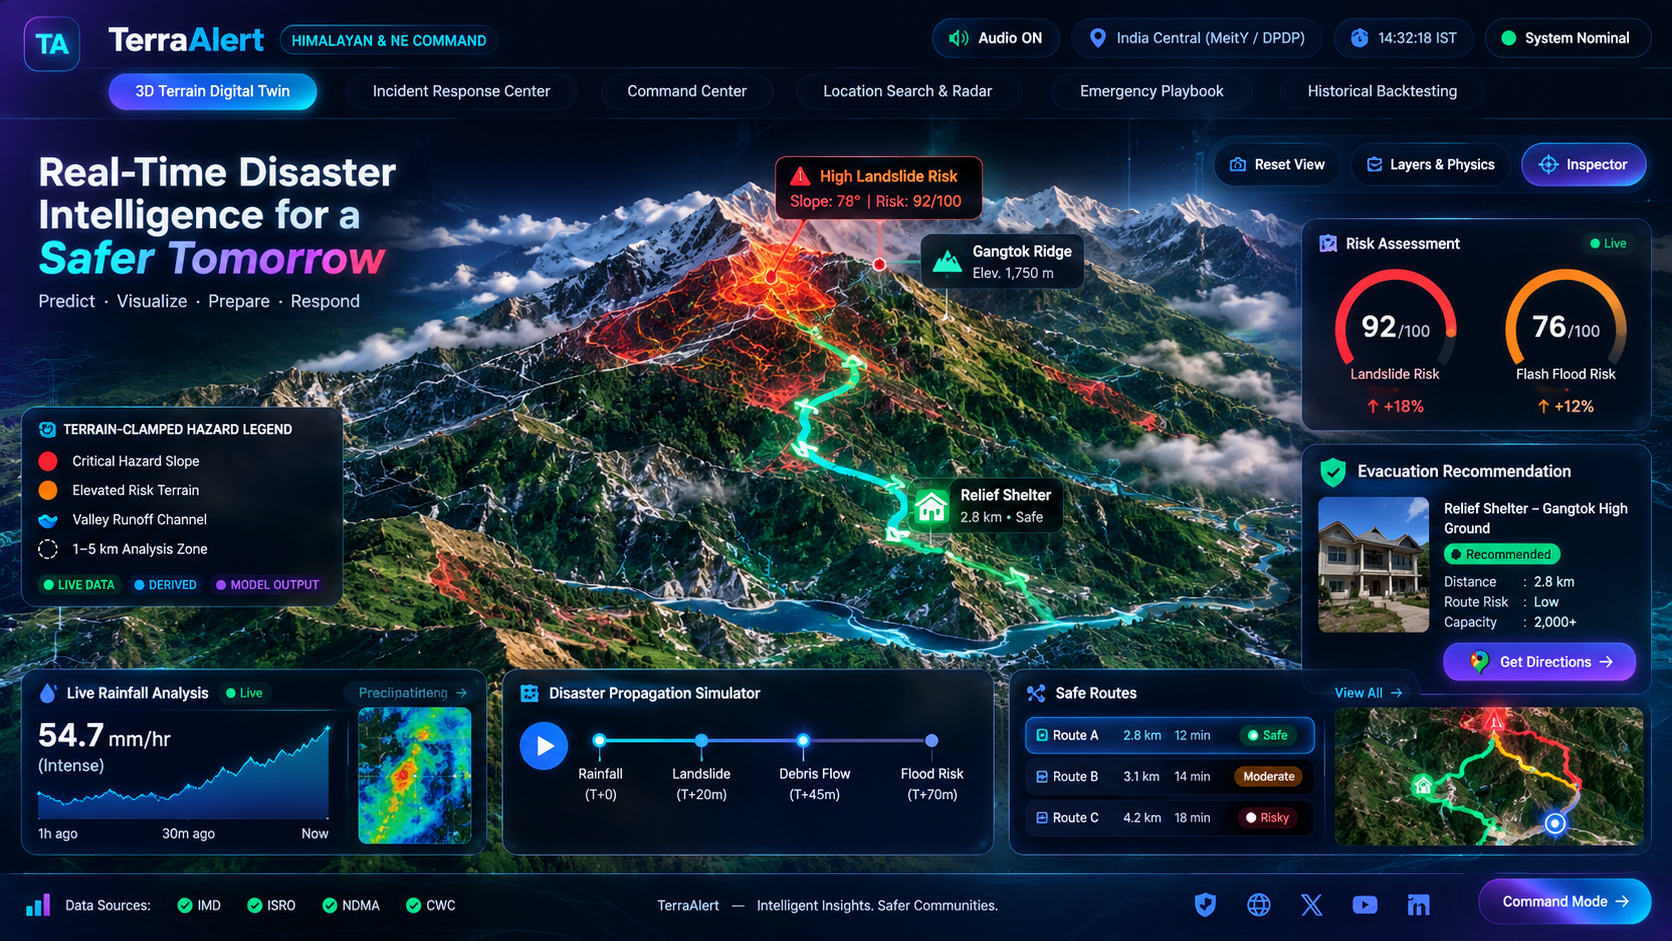 TA
TerraAlert
HIMALAYAN & NE COMMAND
Audio ON
India Central (MeitY / DPDP)
14:32:18 IST
System Nominal
3D Terrain Digital Twin
Incident Response Center
Command Center
Location Search & Radar
Emergency Playbook
Historical Backtesting
Real-Time Disaster
Intelligence for a
Safer Tomorrow
Predict · Visualize · Prepare · Respond
Reset View
Layers & Physics
Inspector
High Landslide Risk
Slope: 78° | Risk: 92/100
Gangtok Ridge
Elev. 1,750 m
Relief Shelter
2.8 km • Safe
TERRAIN-CLAMPED HAZARD LEGEND
Critical Hazard Slope
Elevated Risk Terrain
Valley Runoff Channel
1–5 km Analysis Zone
LIVE DATA
DERIVED
MODEL OUTPUT
Risk Assessment
Live
92/100
Landslide Risk
↑ +18%
76/100
Flash Flood Risk
↑ +12%
Evacuation Recommendation
Relief Shelter – Gangtok High
Ground
Recommended
Distance : 2.8 km
Route Risk : Low
Capacity : 2,000+
Get Directions →
Live Rainfall Analysis
Live
54.7 mm/hr
(Intense)
1h ago
30m ago
Now
Disaster Propagation Simulator
Rainfall
(T+0)
Landslide
(T+20m)
Debris Flow
(T+45m)
Flood Risk
(T+70m)
Safe Routes
View All →
Route A 2.8 km 12 min Safe
Route B 3.1 km 14 min Moderate
Route C 4.2 km 18 min Risky
Data Sources:
IMD
ISRO
NDMA
CWC
TerraAlert — Intelligent Insights. Safer Communities.
Command Mode →